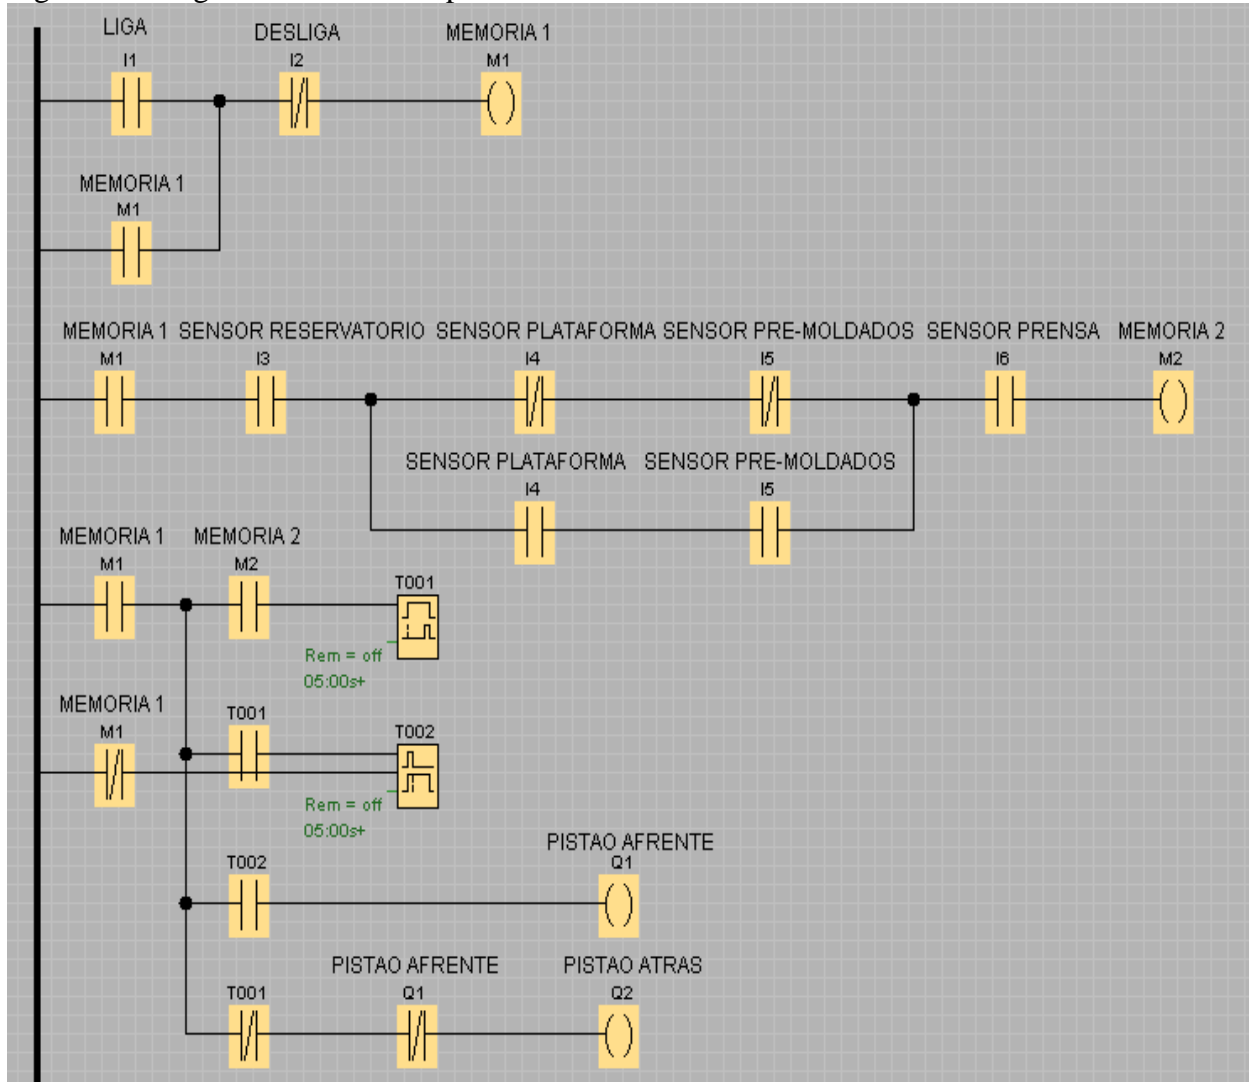 LIGA DESLIGA MEMORIA 1
I1 I2 M1
MEMORIA 1
M1
MEMORIA 1 SENSOR RESERVATORIO SENSOR PLATAFORMA SENSOR PRE-MOLDADOS SENSOR PRENSA MEMORIA 2
M1 I3 I4 I5 I6 M2
SENSOR PLATAFORMA SENSOR PRE-MOLDADOS
I4 I5
MEMORIA 1 MEMORIA 2
M1 M2 T001
Rem = off
05:00s+
MEMORIA 1
M1 T001 T002
Rem = off
05:00s+
PISTAO AFRENTE
T002 Q1
PISTAO AFRENTE PISTAO ATRAS
T001 Q1 Q2